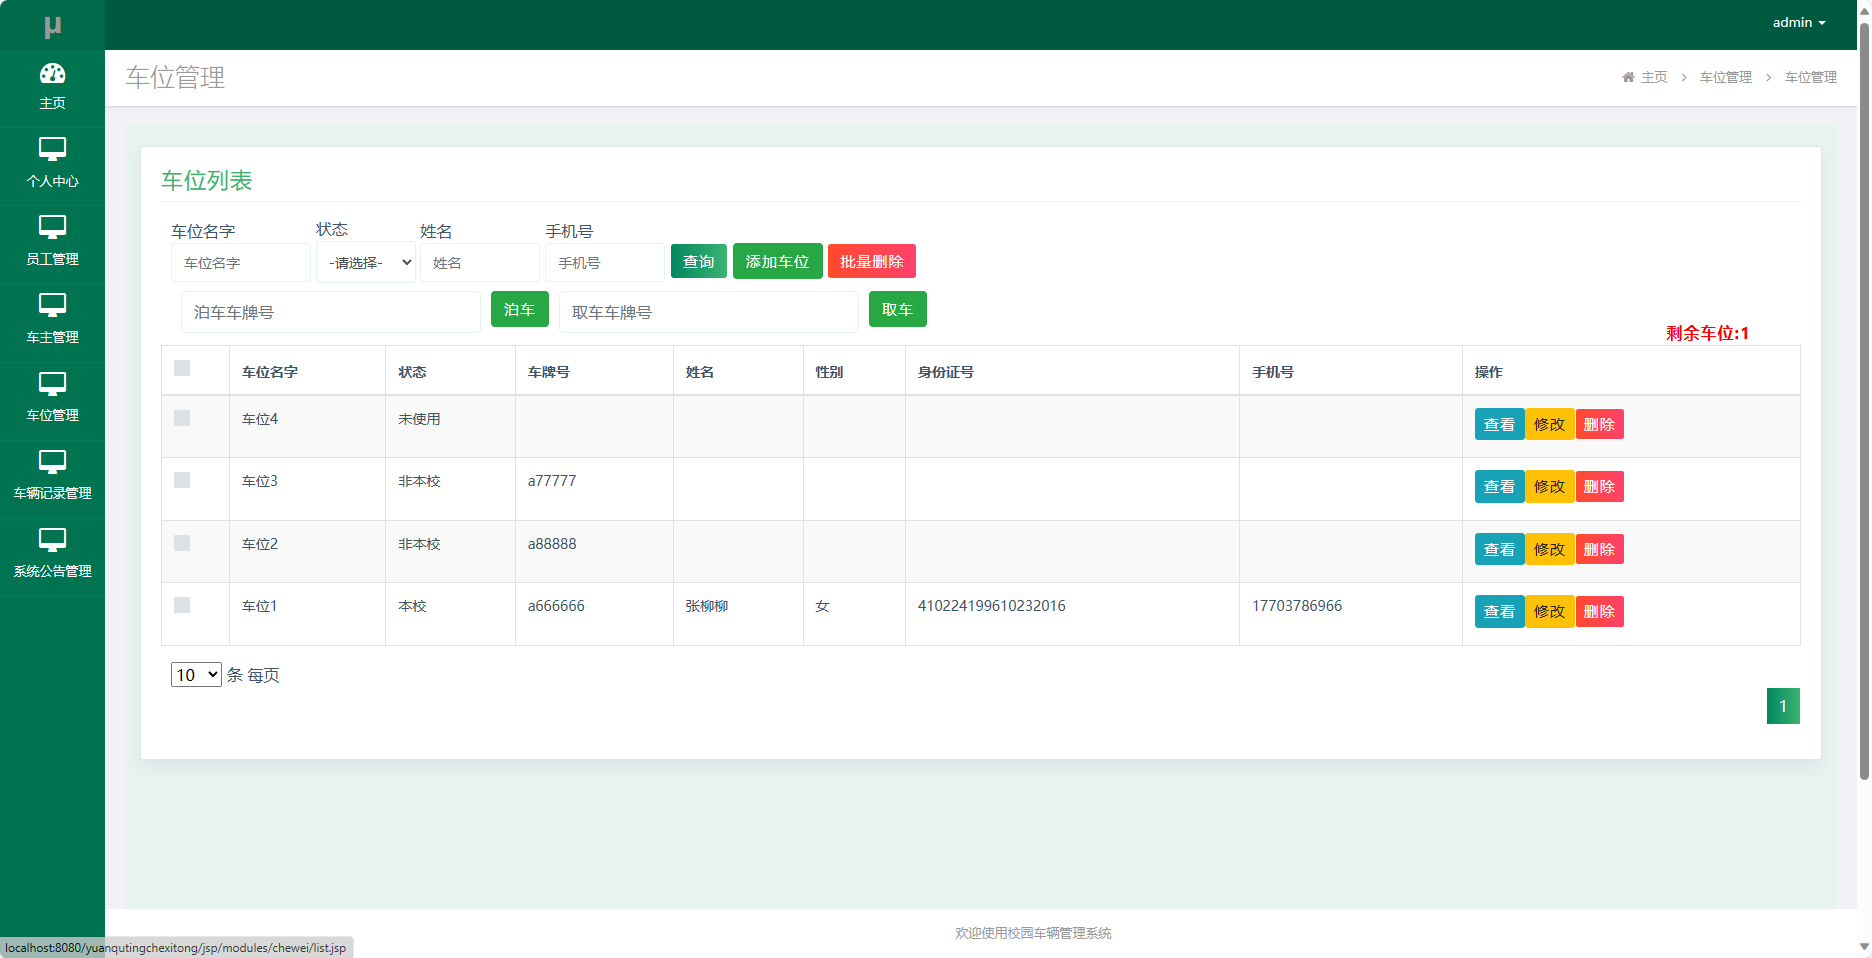 µ
admin
主页
个人中心
员工管理
车主管理
车位管理
车辆记录管理
系统公告管理
车位管理
主页 > 车位管理 > 车位管理
车位列表
车位名字 状态 姓名 手机号
车位名字 -请选择- 姓名 手机号 查询 添加车位 批量删除
泊车车牌号 泊车 取车车牌号 取车
剩余车位:1
车位名字 状态 车牌号 姓名 性别 身份证号 手机号 操作
车位4 未使用 查看 修改 删除
车位3 非本校 a77777 查看 修改 删除
车位2 非本校 a88888 查看 修改 删除
车位1 本校 a666666 张柳柳 女 410224199610232016 17703786966 查看 修改 删除
10 条 每页
1
欢迎使用校园车辆管理系统
localhost:8080/yuanqutingchexitong/jsp/modules/chewei/list.jsp